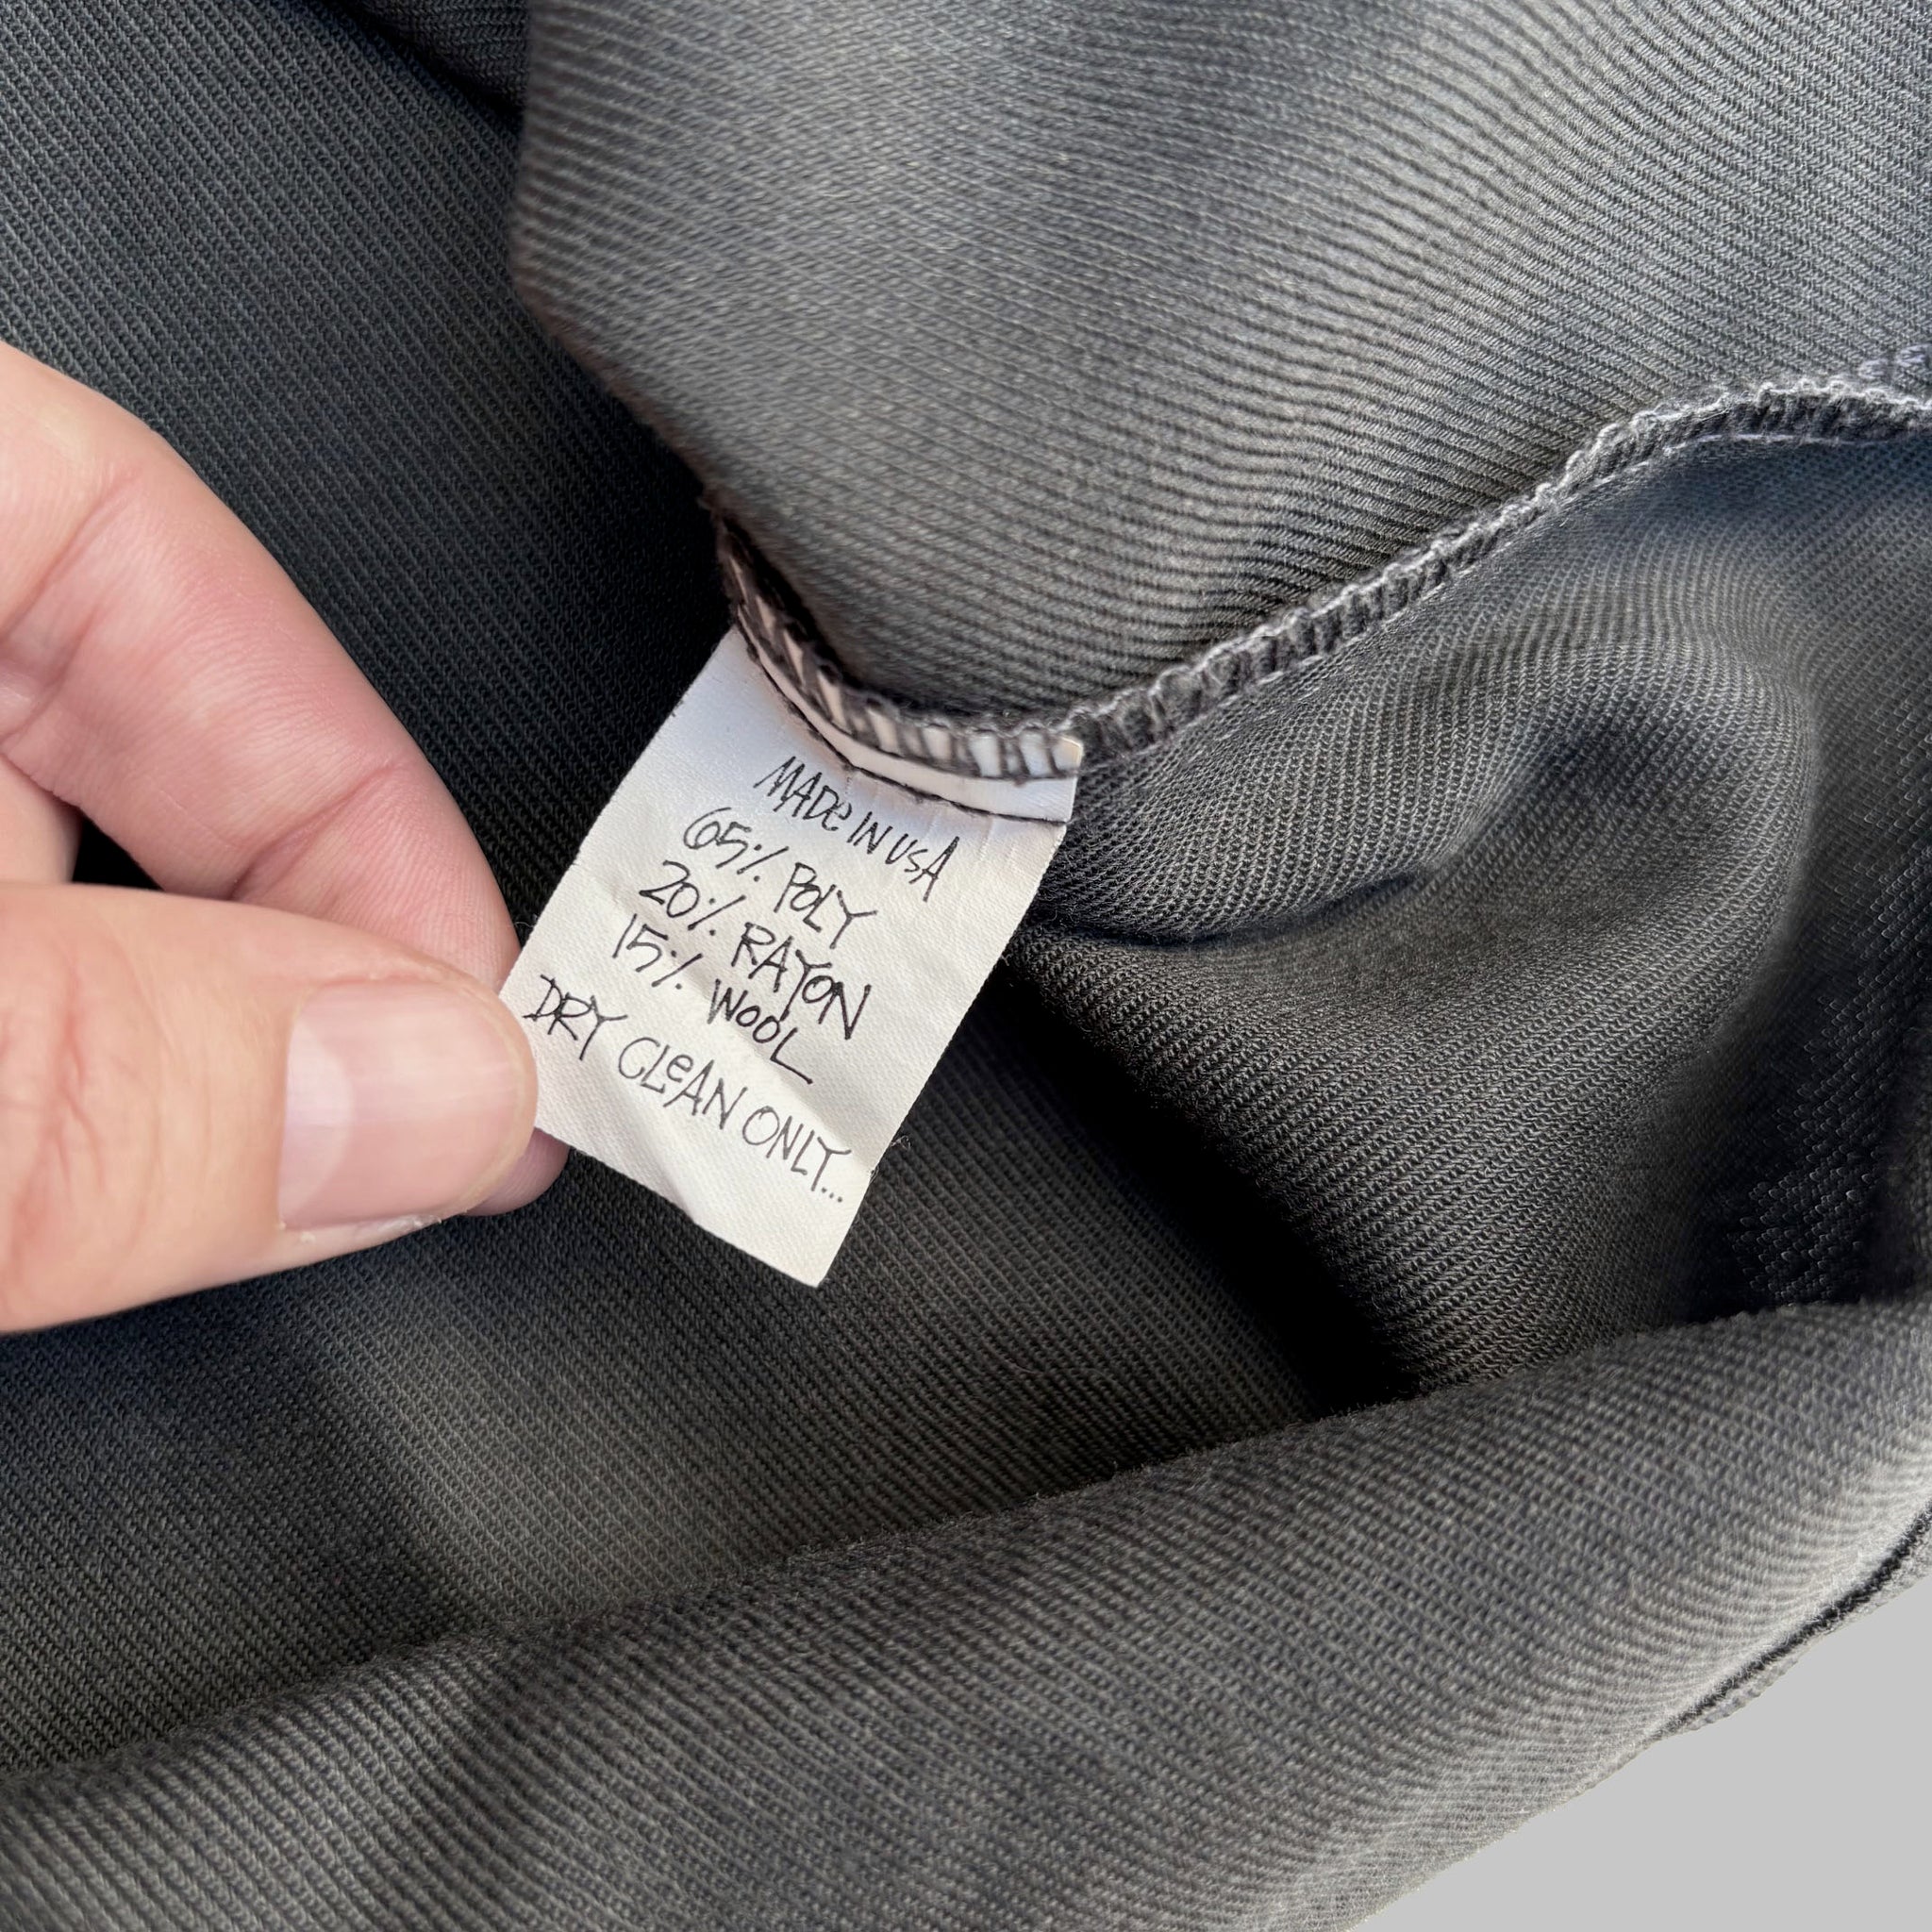 MADe IN USA
65% POLY
20% RAYON
15% WOOL
DRY CLeAN ONLY...